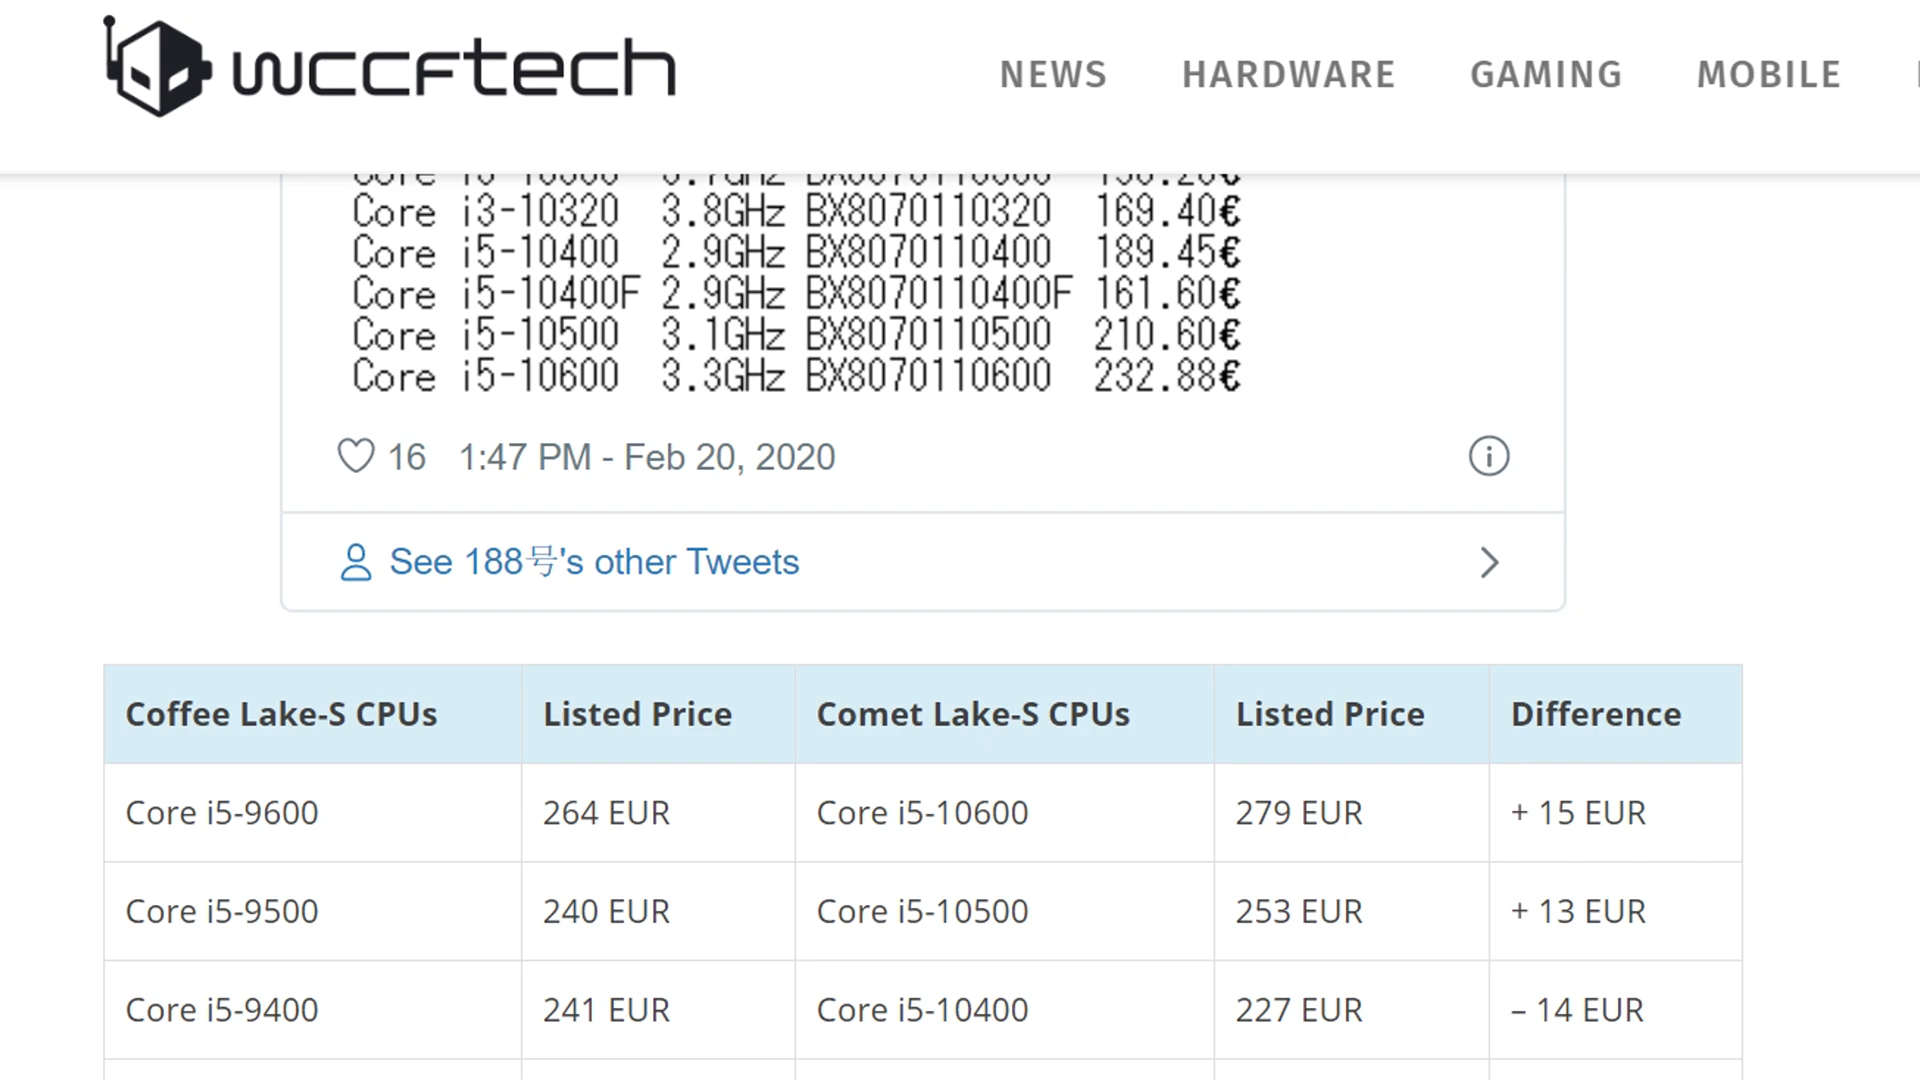 wccftech
NEWS HARDWARE GAMING MOBILE
Core i3-10320 3.8GHz BX8070110320 169.40€
Core i5-10400 2.9GHz BX8070110400 189.45€
Core i5-10400F 2.9GHz BX8070110400F 161.60€
Core i5-10500 3.1GHz BX8070110500 210.60€
Core i5-10600 3.3GHz BX8070110600 232.88€
16 1:47 PM - Feb 20, 2020
See 188号's other Tweets
Coffee Lake-S CPUs Listed Price Comet Lake-S CPUs Listed Price Difference
Core i5-9600 264 EUR Core i5-10600 279 EUR + 15 EUR
Core i5-9500 240 EUR Core i5-10500 253 EUR + 13 EUR
Core i5-9400 241 EUR Core i5-10400 227 EUR – 14 EUR